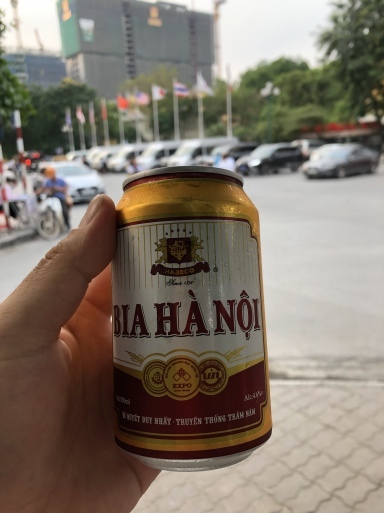 HABECO
®
Since 1890
BIA HÀ NỘI
EXPO
BÍ QUYẾT DUY NHẤT - TRUYỀN THỐNG TRĂM NĂM